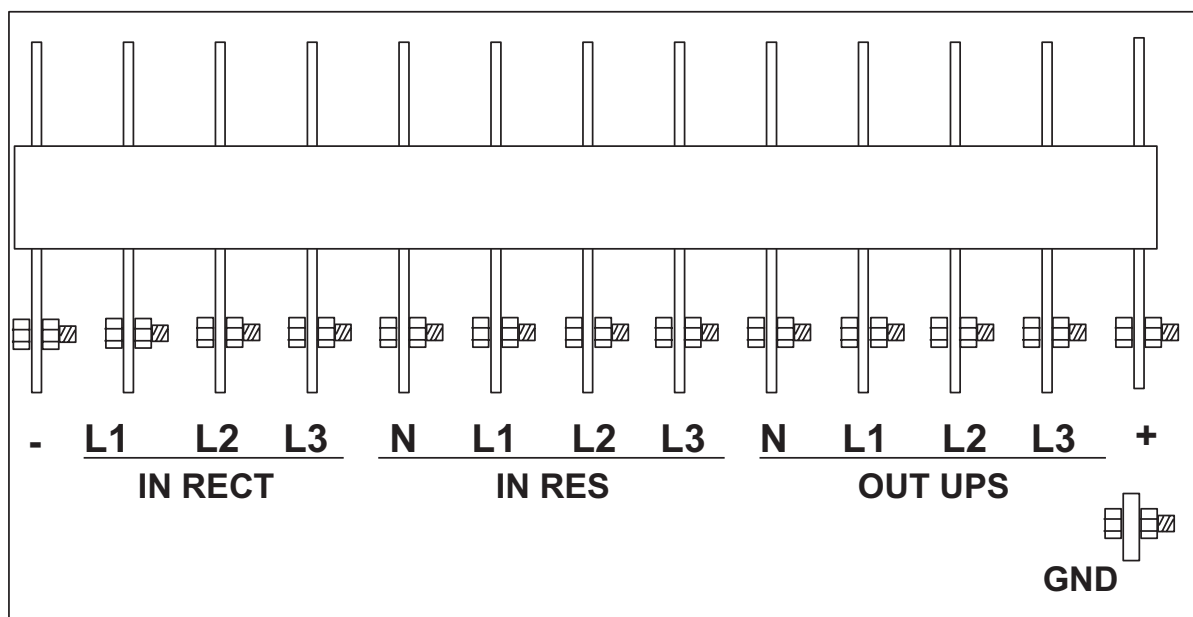 - L1 L2 L3 N L1 L2 L3 N L1 L2 L3 +
IN RECT IN RES OUT UPS
GND